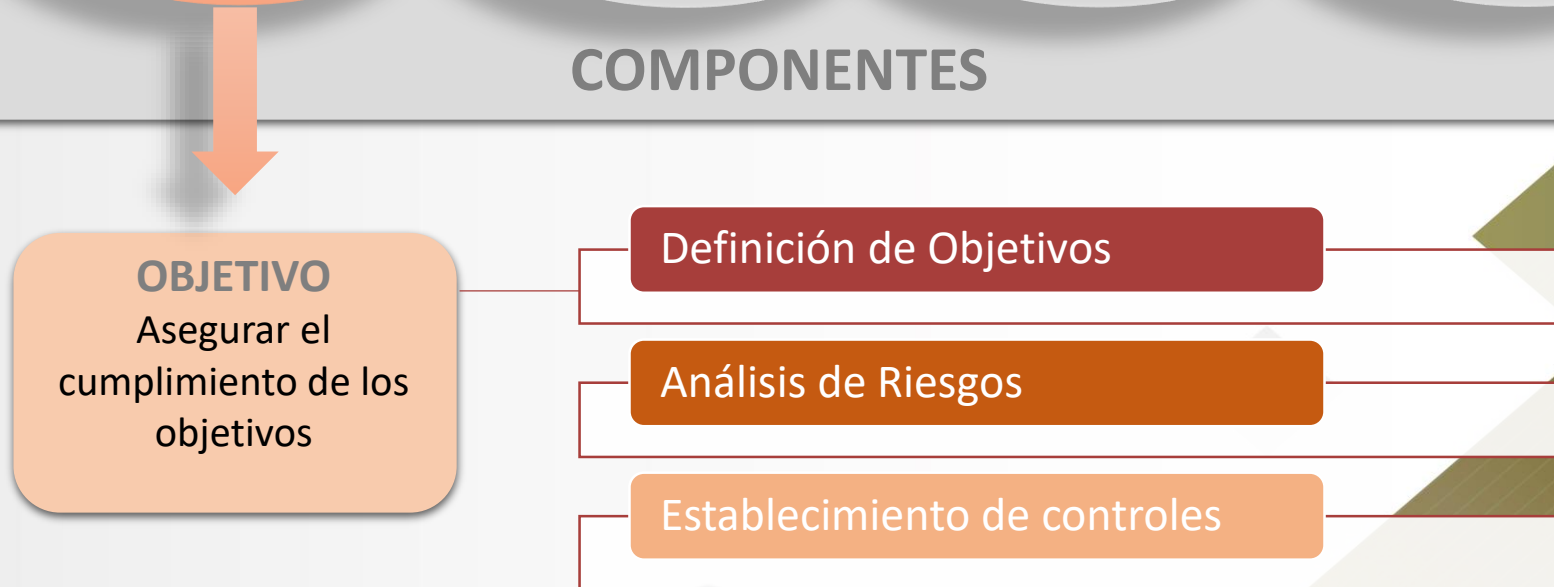 COMPONENTES
OBJETIVO
Asegurar el
cumplimiento de los
objetivos
Definición de Objetivos
Análisis de Riesgos
Establecimiento de controles